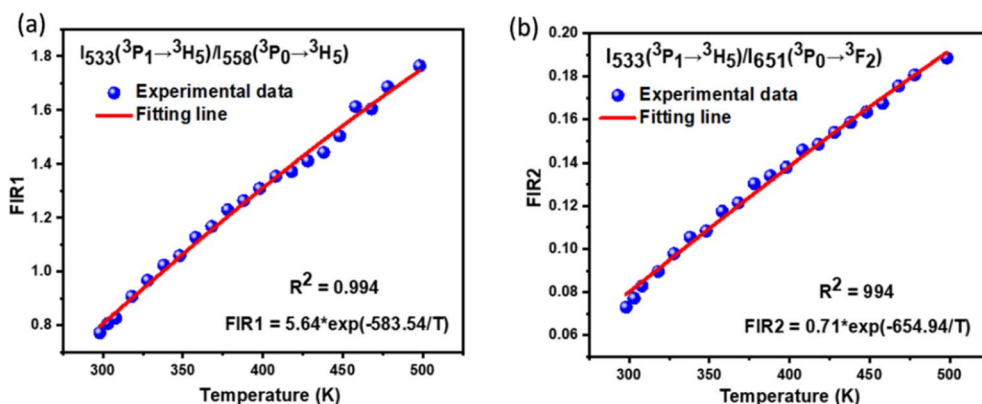 (a)
I₅₃₃(³P₁→³H₅)/I₅₅₈(³P₀→³H₅)
Experimental data
Fitting line
R² = 0.994
FIR1 = 5.64*exp(-583.54/T)
FIR1
1.8
1.6
1.4
1.2
1.0
0.8
300 350 400 450 500
Temperature (K)
(b)
I₅₃₃(³P₁→³H₅)/I₆₅₁(³P₀→³F₂)
Experimental data
Fitting line
R² = 994
FIR2 = 0.71*exp(-654.94/T)
FIR2
0.20
0.18
0.16
0.14
0.12
0.10
0.08
0.06
300 350 400 450 500
Temperature (K)